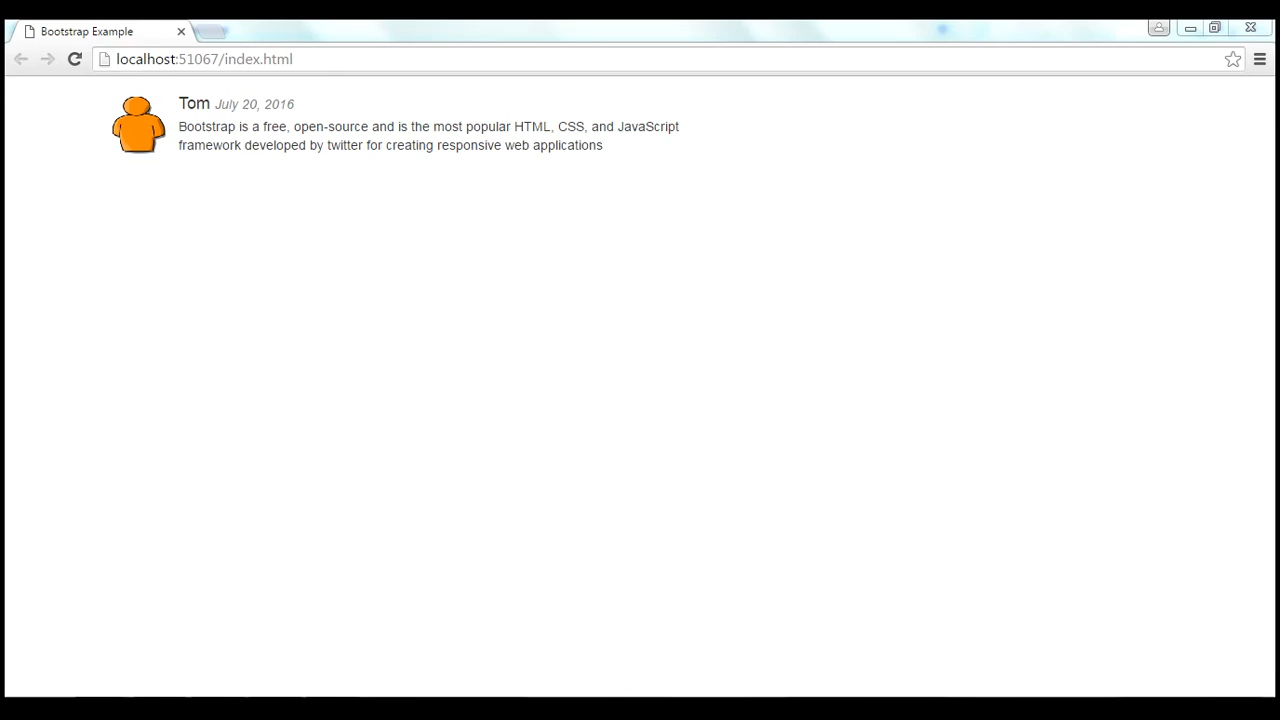 Bootstrap Example
localhost:51067/index.html
Tom July 20, 2016
Bootstrap is a free, open-source and is the most popular HTML, CSS, and JavaScript
framework developed by twitter for creating responsive web applications